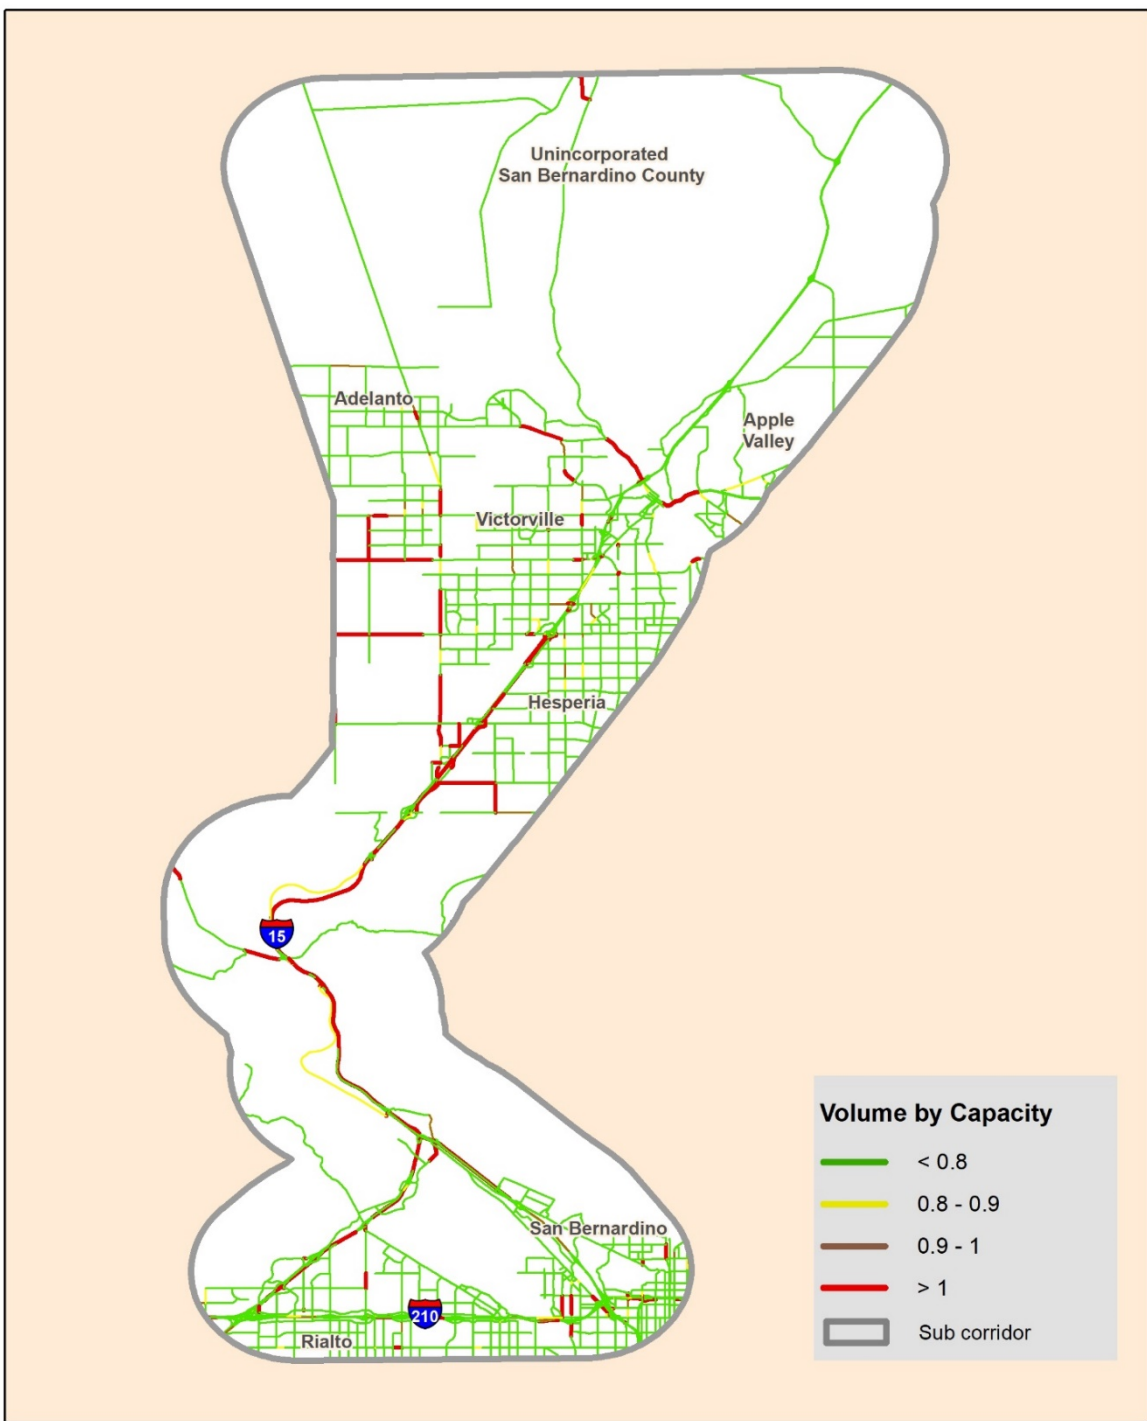 Unincorporated
San Bernardino County
Adelanto
Apple
Valley
Victorville
Hesperia
15
San Bernardino
210
Rialto
Volume by Capacity
< 0.8
0.8 - 0.9
0.9 - 1
> 1
Sub corridor